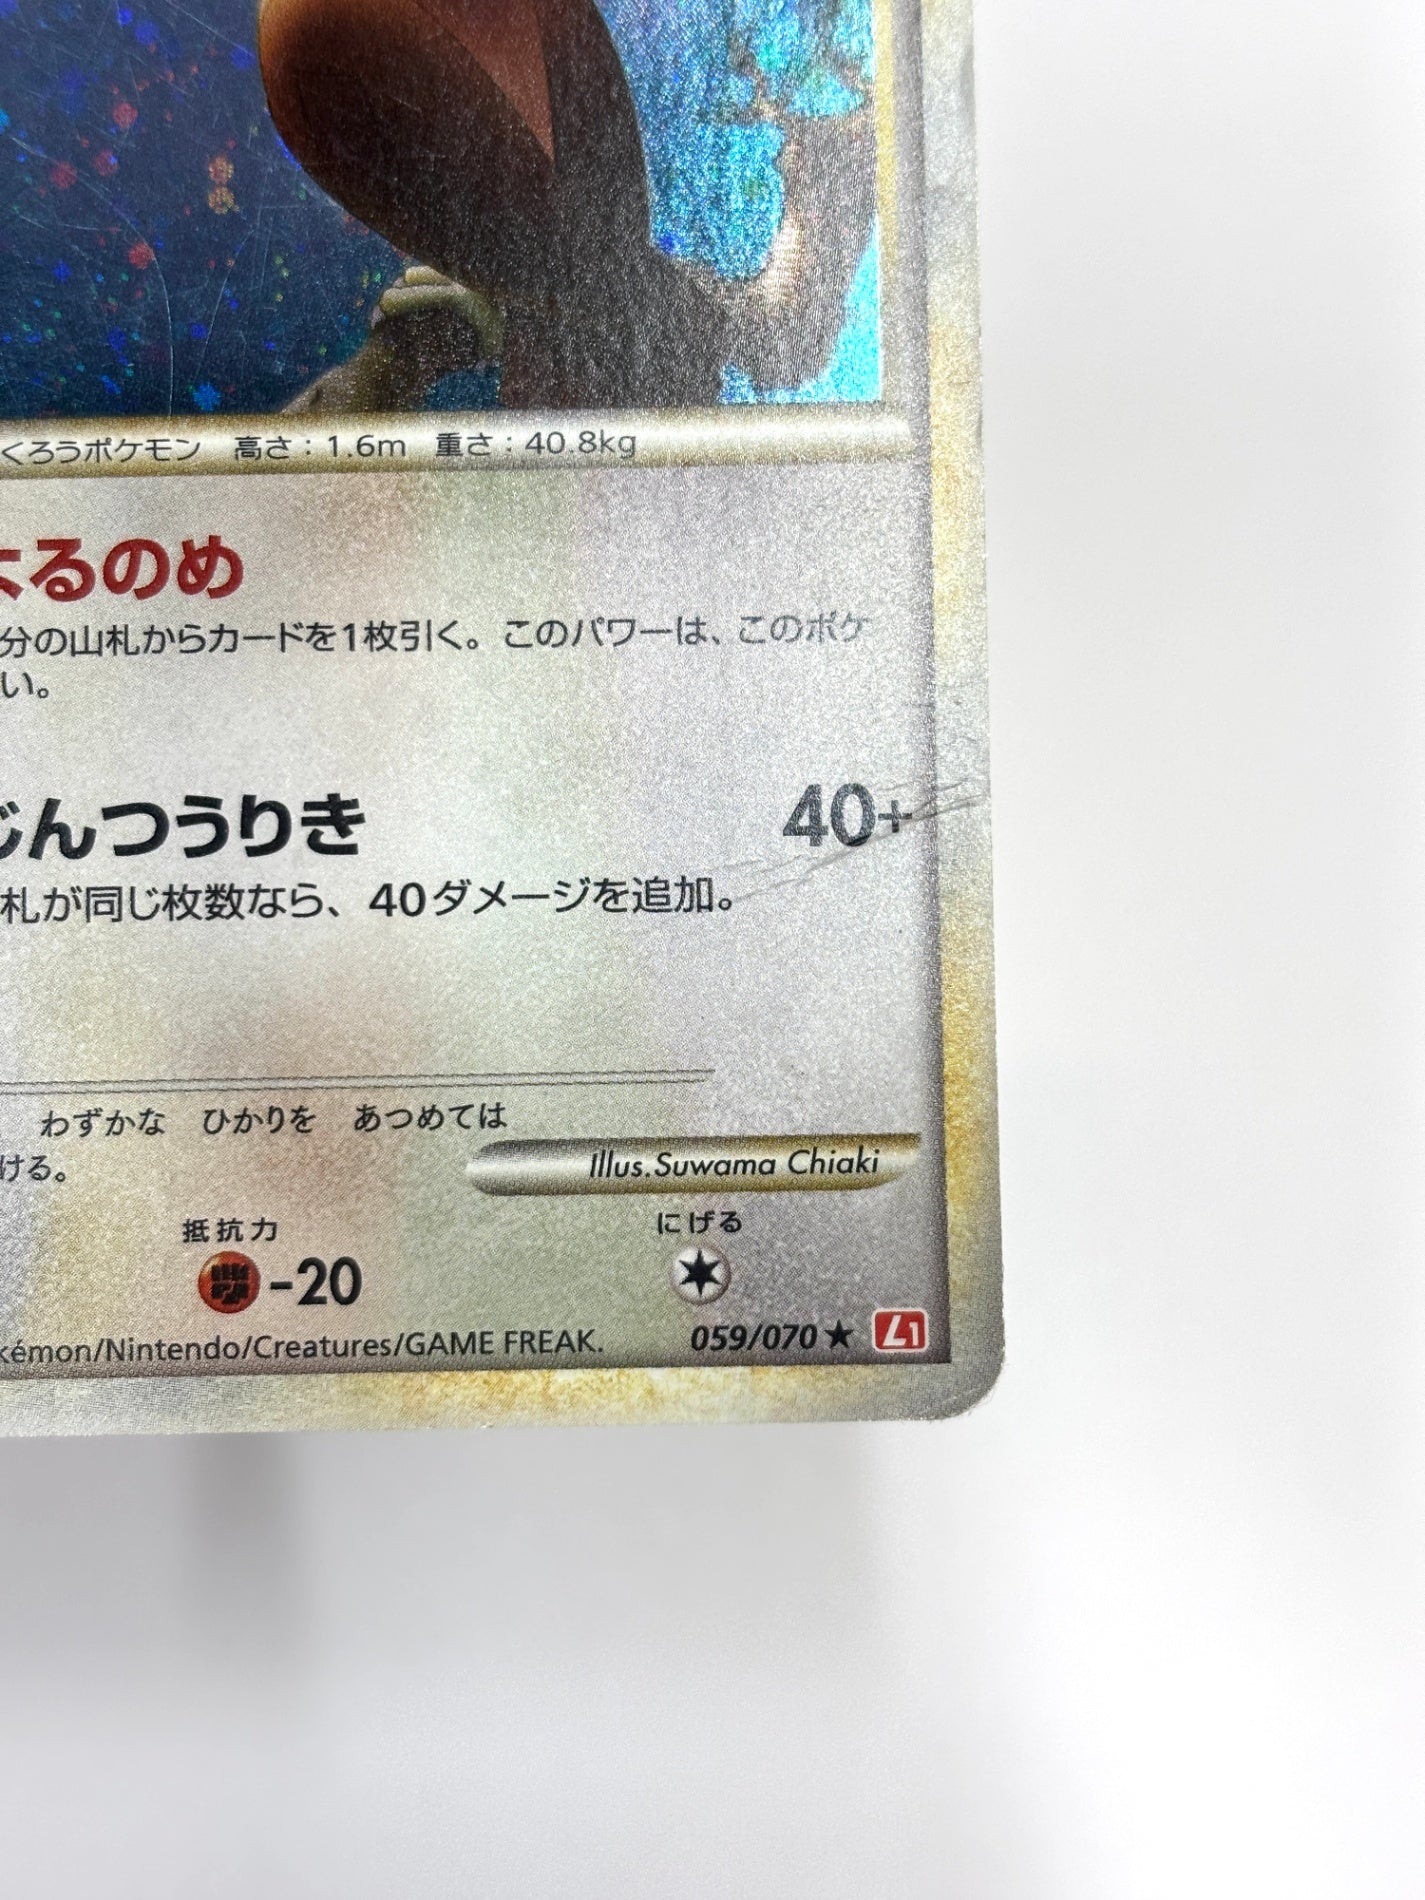 くろうポケモン 高さ：1.6m 重さ：40.8kg
よるのめ
分の山札からカードを1枚引く。このパワーは、このポケ
い。
じんつうりき 40+
札が同じ枚数なら、40ダメージを追加。
わずかな ひかりを あつめては
ける。
Illus.Suwama Chiaki
抵抗力 にげる
-20
kémon/Nintendo/Creatures/GAME FREAK. 059/070 ★ L1